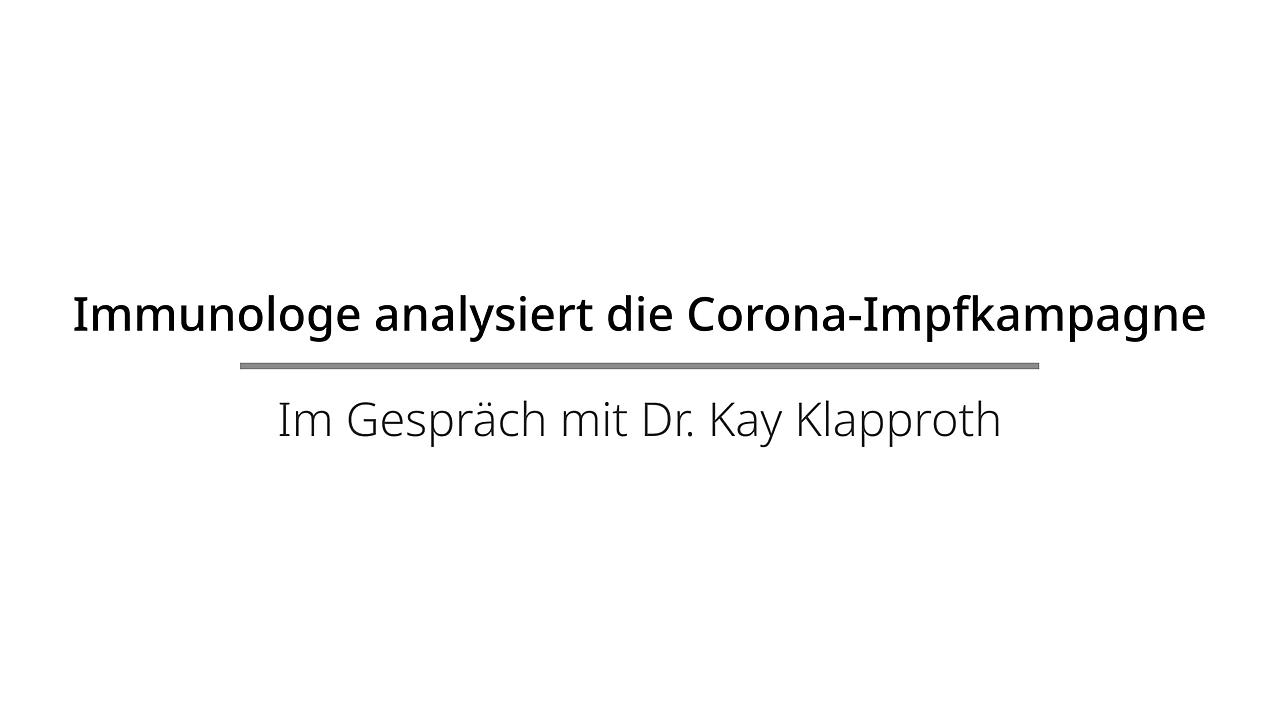 Immunologe analysiert die Corona-Impfkampagne
Im Gespräch mit Dr. Kay Klapproth